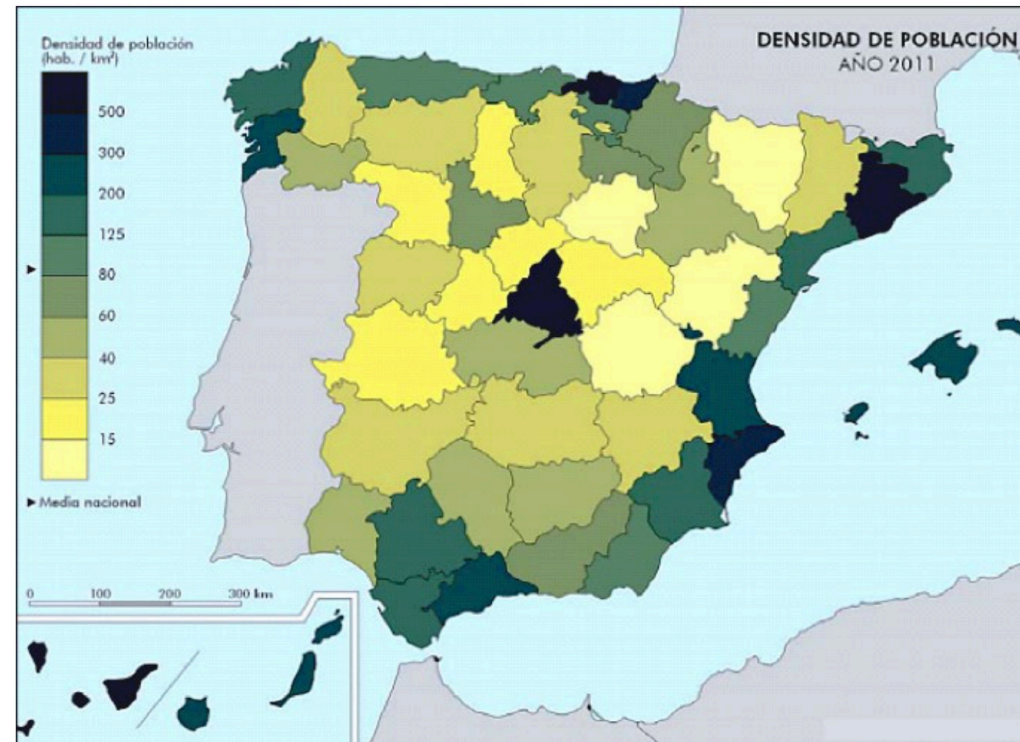 DENSIDAD DE POBLACIÓN
AÑO 2011
Densidad de población
(hab. / km²)
500
300
200
125
80
60
40
25
15
Media nacional
0 100 200 300 km